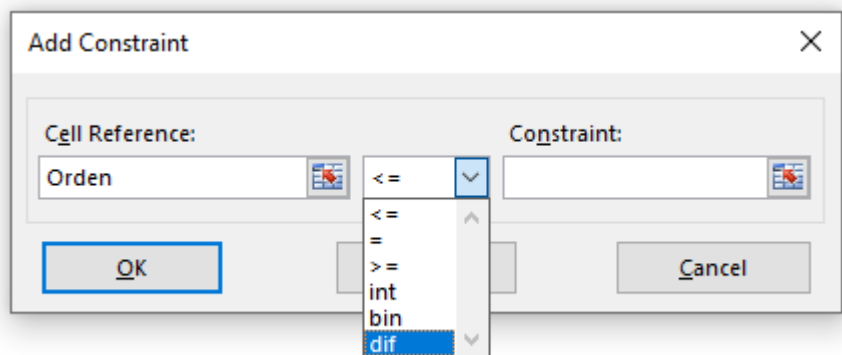 Add Constraint
Cell Reference:
Constraint:
Orden
<=
<=
=
>=
int
bin
dif
OK
Cancel